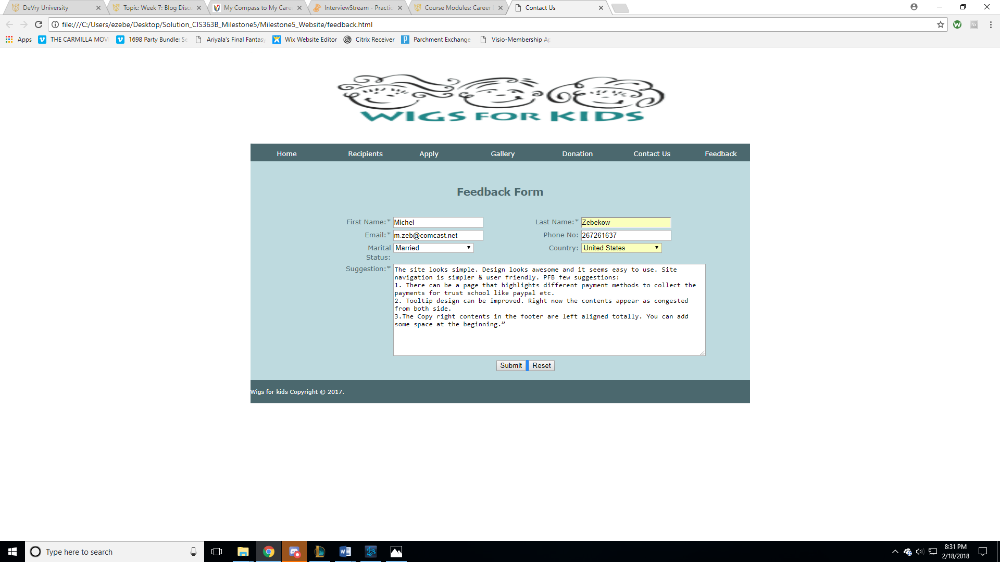 DeVry University
Topic: Week 7: Blog Discu
My Compass to My Caree
InterviewStream - Practic
Course Modules: Career
Contact Us
file:///C:/Users/ezebe/Desktop/Solution_CIS363B_Milestone5/Milestone5_Website/feedback.html
Apps
THE CARMILLA MOV
1698 Party Bundle: Se
Ariyala's Final Fantasy
Wix Website Editor
Citrix Receiver
Parchment Exchange
Visio-Membership Ap
WIGS FOR KIDS
Home Recipients Apply Gallery Donation Contact Us Feedback
Feedback Form
First Name:* Michel Last Name:* Zebekow
Email:* m.zeb@comcast.net Phone No: 267261637
Marital Married Country: United States
Status:
Suggestion:*
The site looks simple. Design looks awesome and it seems easy to use. Site
navigation is simpler & user friendly. PFB few suggestions:
1. There can be a page that highlights different payment methods to collect the
payments for trust school like paypal etc.
2. Tooltip design can be improved. Right now the contents appear as congested
from both side.
3.The Copy right contents in the footer are left aligned totally. You can add
some space at the beginning.”
Submit Reset
Wigs for kids Copyright © 2017.
Type here to search
8:31 PM
2/18/2018